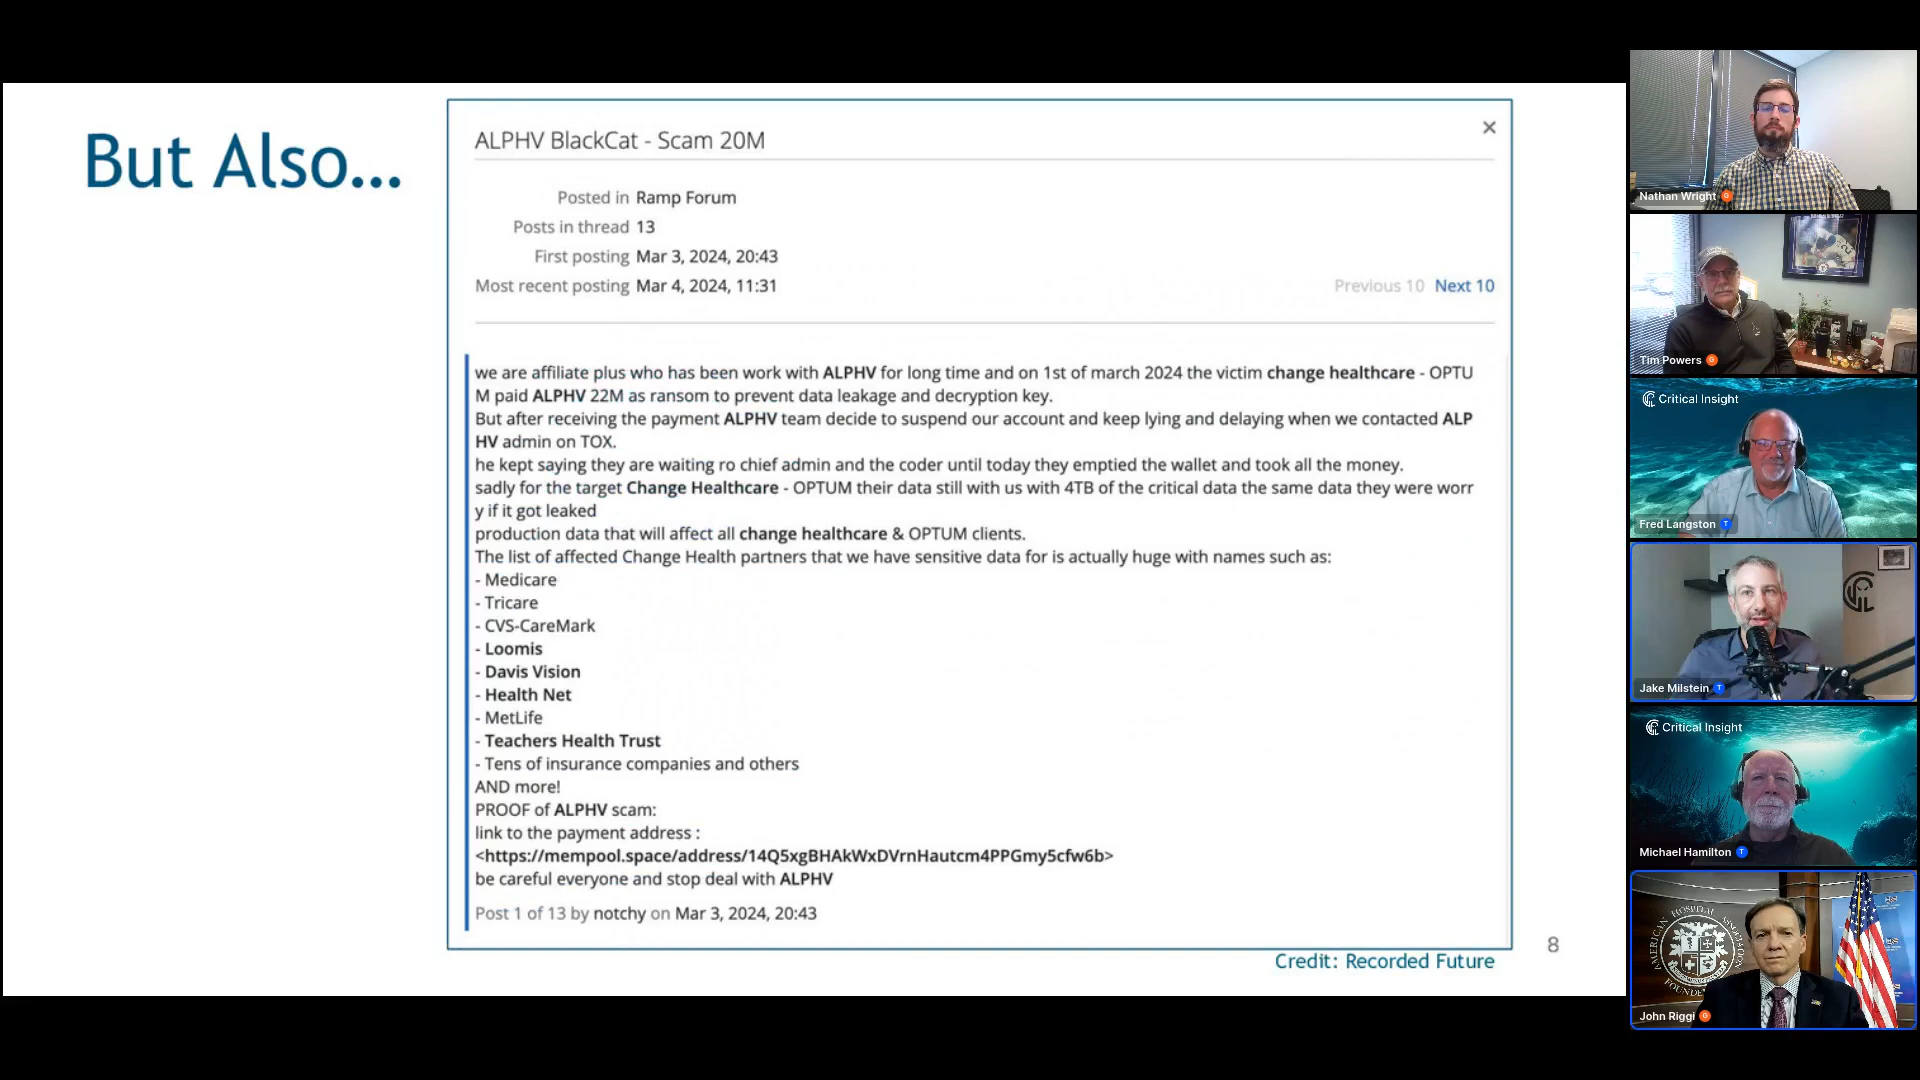 But Also...
ALPHV BlackCat - Scam 20M
×
Posted in Ramp Forum
Posts in thread 13
First posting Mar 3, 2024, 20:43
Most recent posting Mar 4, 2024, 11:31
Previous 10 Next 10
we are affiliate plus who has been work with ALPHV for long time and on 1st of march 2024 the victim change healthcare - OPTU
M paid ALPHV 22M as ransom to prevent data leakage and decryption key.
But after receiving the payment ALPHV team decide to suspend our account and keep lying and delaying when we contacted ALP
HV admin on TOX.
he kept saying they are waiting ro chief admin and the coder until today they emptied the wallet and took all the money.
sadly for the target Change Healthcare - OPTUM their data still with us with 4TB of the critical data the same data they were worr
y if it got leaked
production data that will affect all change healthcare & OPTUM clients.
The list of affected Change Health partners that we have sensitive data for is actually huge with names such as:
- Medicare
- Tricare
- CVS-CareMark
- Loomis
- Davis Vision
- Health Net
- MetLife
- Teachers Health Trust
- Tens of insurance companies and others
AND more!
PROOF of ALPHV scam:
link to the payment address :
<https://mempool.space/address/14Q5xgBHAkWxDVrnHautcm4PPGmy5cfw6b>
be careful everyone and stop deal with ALPHV
Post 1 of 13 by notchy on Mar 3, 2024, 20:43
Credit: Recorded Future
8
Nathan Wright G
Tim Powers G
Critical Insight
Fred Langston T
Jake Milstein T
Critical Insight
Michael Hamilton T
AMERICAN HOSPITAL ASSOCIATION
John Riggi G